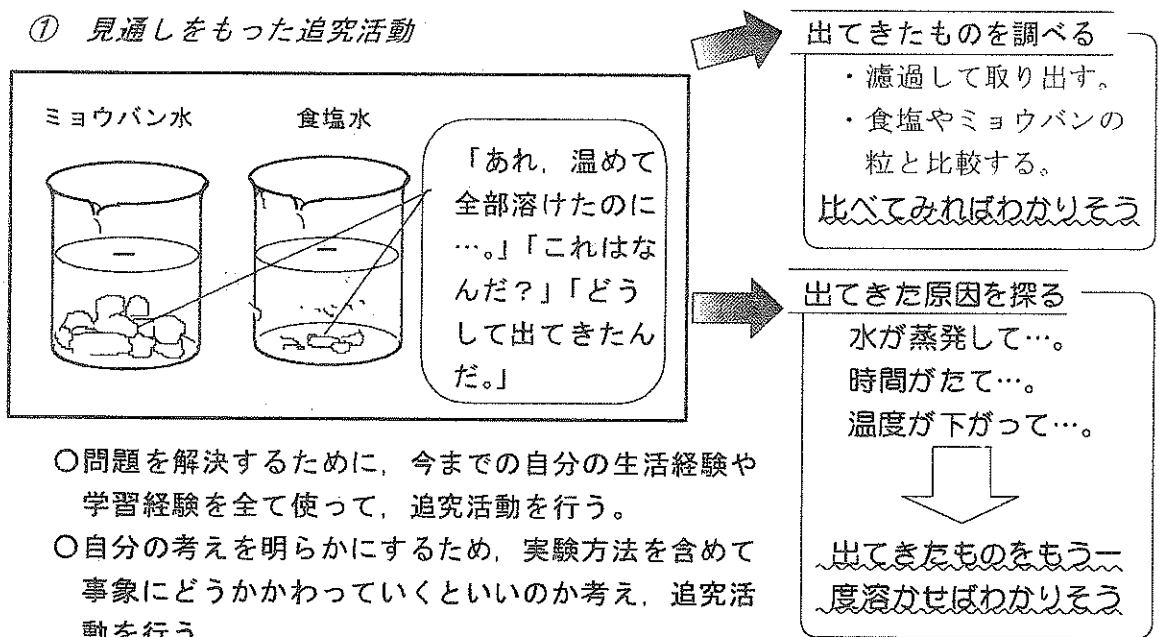 ① 見通しをもった追究活動
ミョウバン水
食塩水
「あれ，温めて
全部溶けたのに
…。」「これはな
んだ？」「どう
して出てきたん
だ。」
出てきたものを調べる
・濾過して取り出す。
・食塩やミョウバンの
粒と比較する。
比べてみればわかりそう
出てきた原因を探る
水が蒸発して…。
時間がたて…。
温度が下がって…。
出てきたものをもう一
度溶かせばわかりそう
〇問題を解決するために，今までの自分の生活経験や
学習経験を全て使って，追究活動を行う。
〇自分の考えを明らかにするため，実験方法を含めて
事象にどうかかわっていくといいのか考え，追究活
動を行う